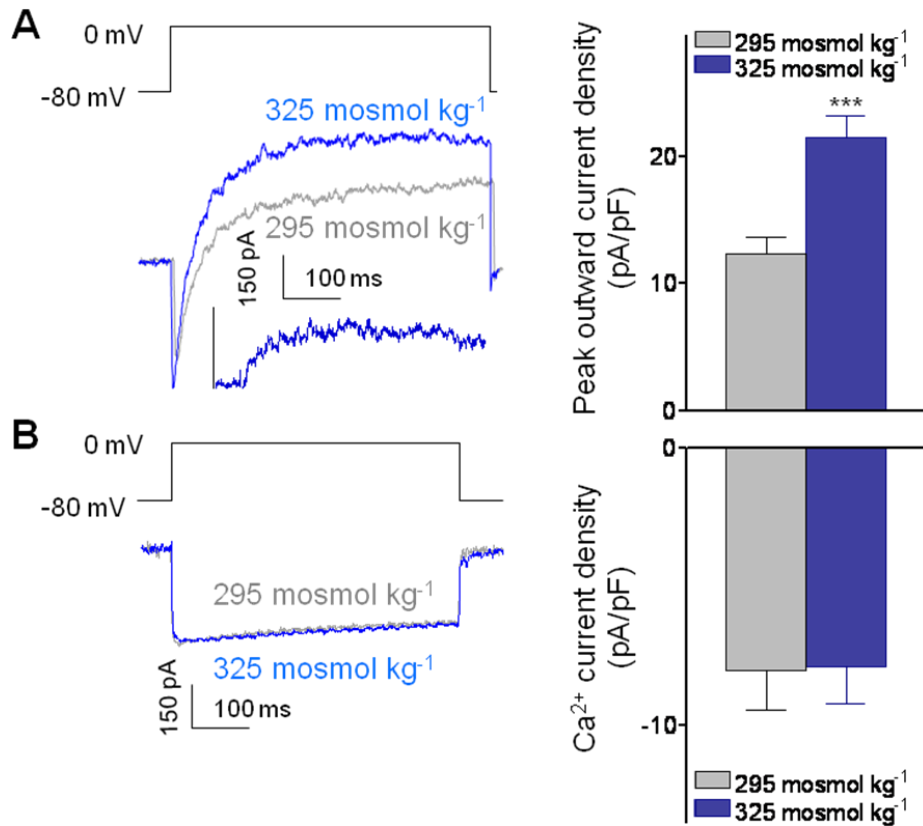 A
0 mV
-80 mV
325 mosmol kg⁻¹
295 mosmol kg⁻¹
150 pA
100 ms
Peak outward current density
(pA/pF)
295 mosmol kg⁻¹
325 mosmol kg⁻¹
***
20
10
0
B
0 mV
-80 mV
295 mosmol kg⁻¹
325 mosmol kg⁻¹
150 pA
100 ms
Ca²⁺ current density
(pA/pF)
0
-10
295 mosmol kg⁻¹
325 mosmol kg⁻¹